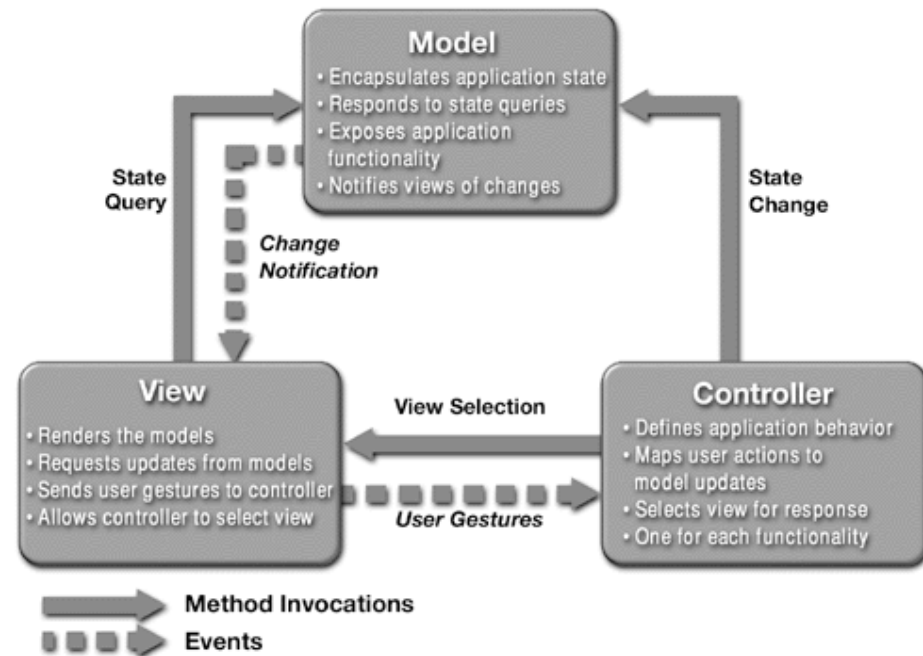 Model
• Encapsulates application state
• Responds to state queries
• Exposes application
functionality
• Notifies views of changes
State
Query
Change
Notification
State
Change
View
• Renders the models
• Requests updates from models
• Sends user gestures to controller
• Allows controller to select view
View Selection
User Gestures
Controller
• Defines application behavior
• Maps user actions to
model updates
• Selects view for response
• One for each functionality
Method Invocations
Events